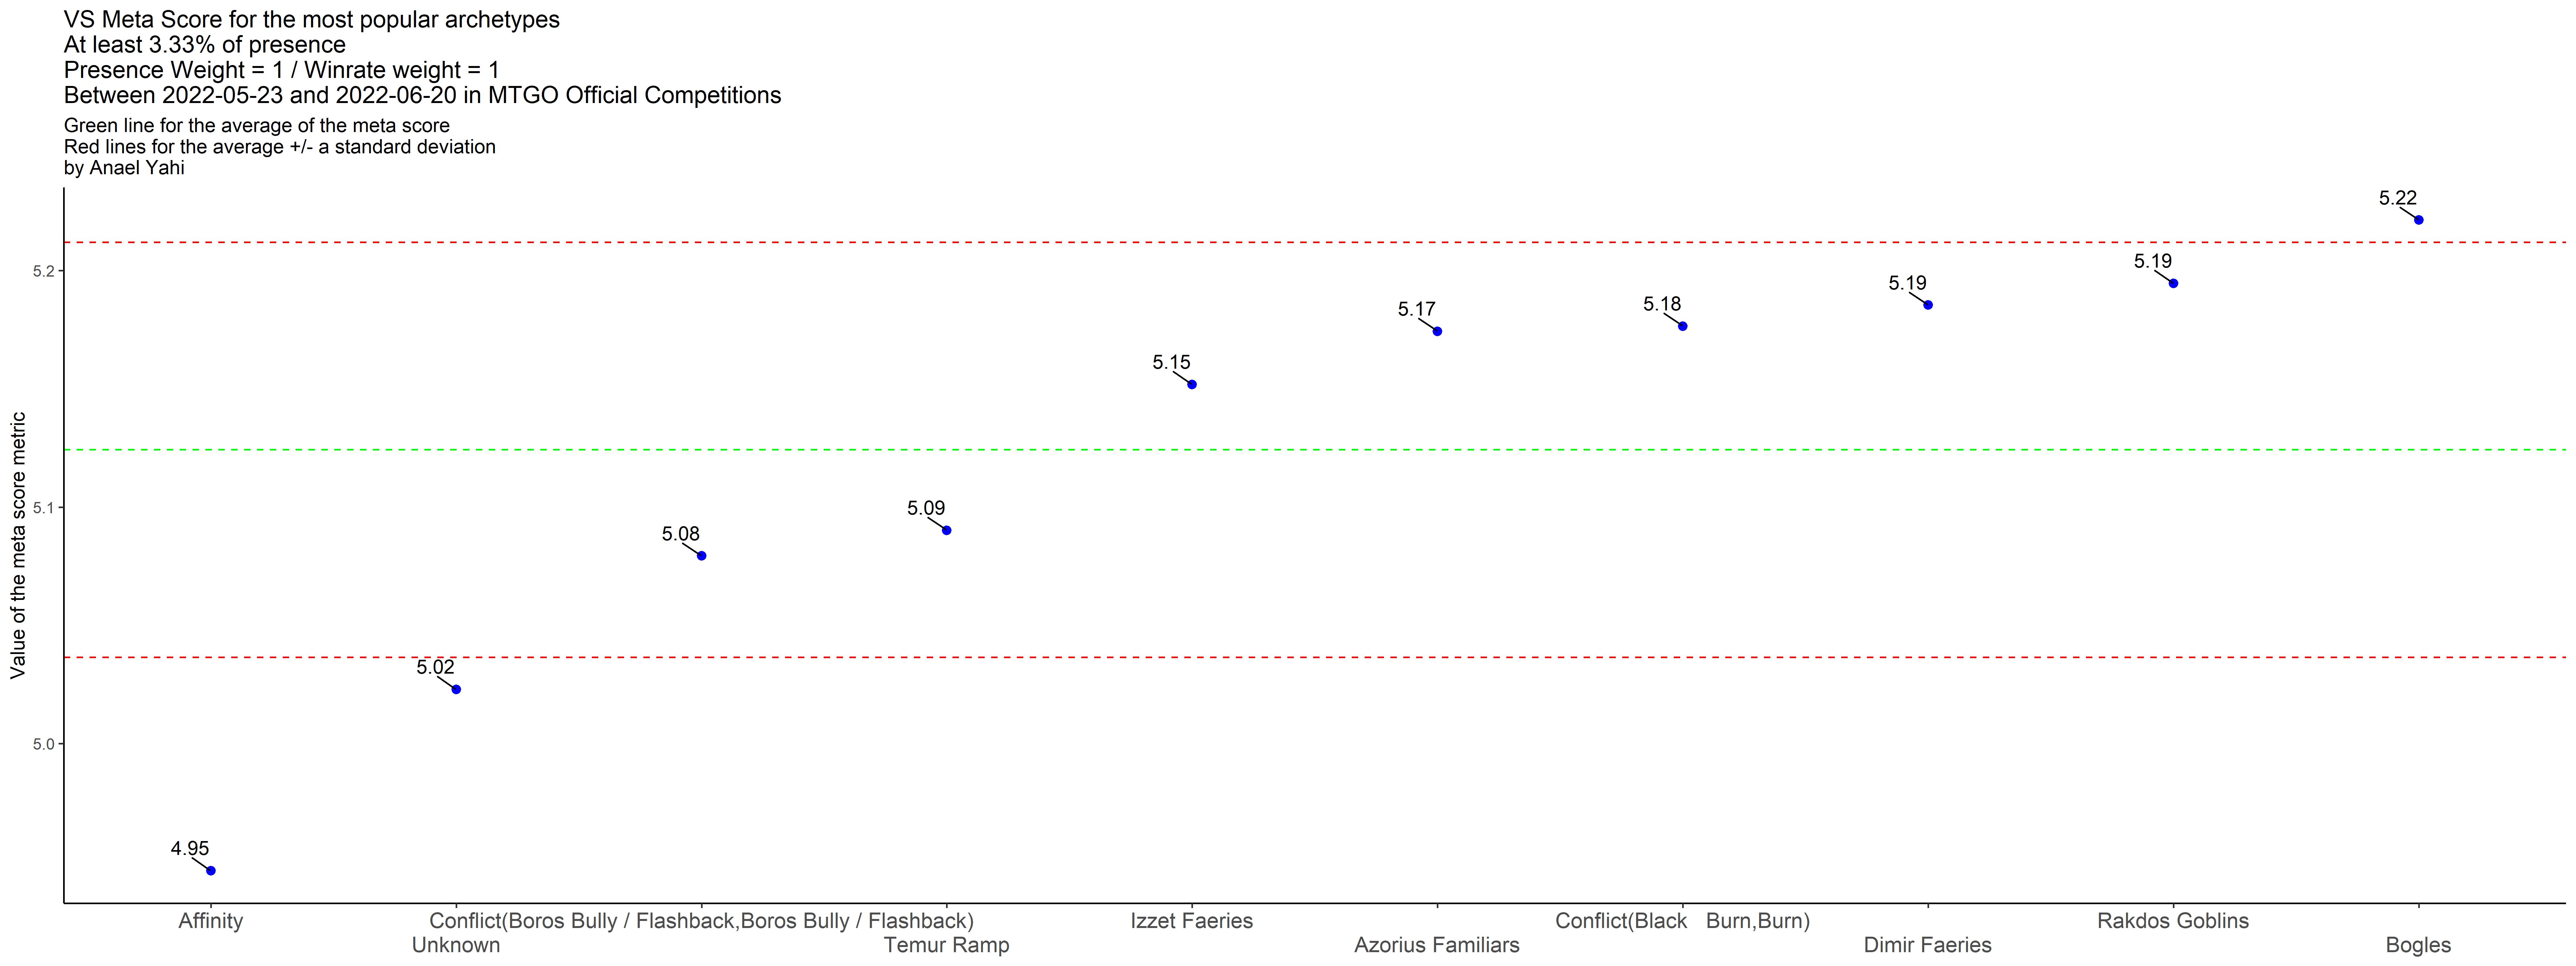 VS Meta Score for the most popular archetypes
At least 3.33% of presence
Presence Weight = 1 / Winrate weight = 1
Between 2022-05-23 and 2022-06-20 in MTGO Official Competitions
Green line for the average of the meta score
Red lines for the average +/- a standard deviation
by Anael Yahi
Value of the meta score metric
5.2
5.1
5.0
4.95
5.02
5.08
5.09
5.15
5.17
5.18
5.19
5.19
5.22
Affinity
Unknown
Conflict(Boros Bully / Flashback,Boros Bully / Flashback)
Temur Ramp
Izzet Faeries
Azorius Familiars
Conflict(Black   Burn,Burn)
Dimir Faeries
Rakdos Goblins
Bogles